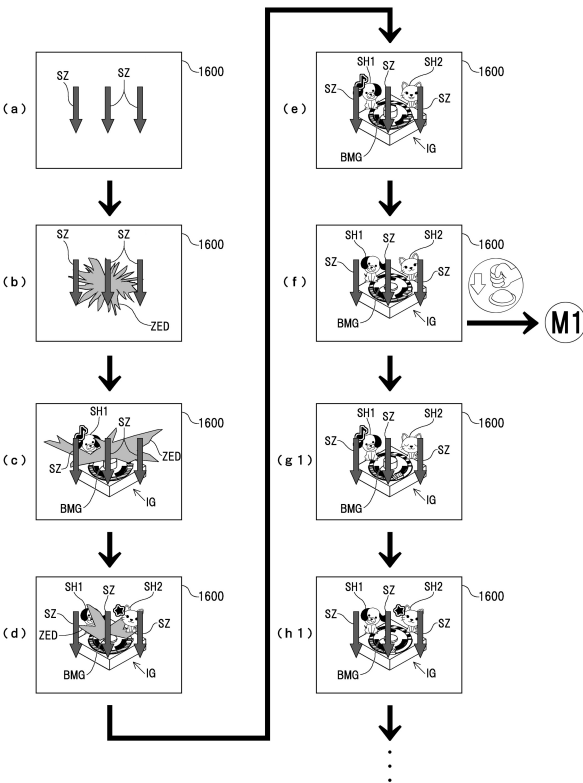 (a)
SZ
SZ
1600
(b)
SZ
SZ
1600
ZED
(c)
SH1
SZ
1600
ZED
SZ
BMG
IG
(d)
SH1
SZ
SH2
1600
SZ
SZ
ZED
BMG
IG
(e)
SH1
SZ
SH2
1600
SZ
SZ
BMG
IG
(f)
SH1
SZ
SH2
1600
SZ
SZ
BMG
IG
M1
(g1)
SH1
SZ
SH2
1600
SZ
SZ
BMG
IG
(h1)
SH1
SZ
SH2
1600
SZ
SZ
BMG
IG